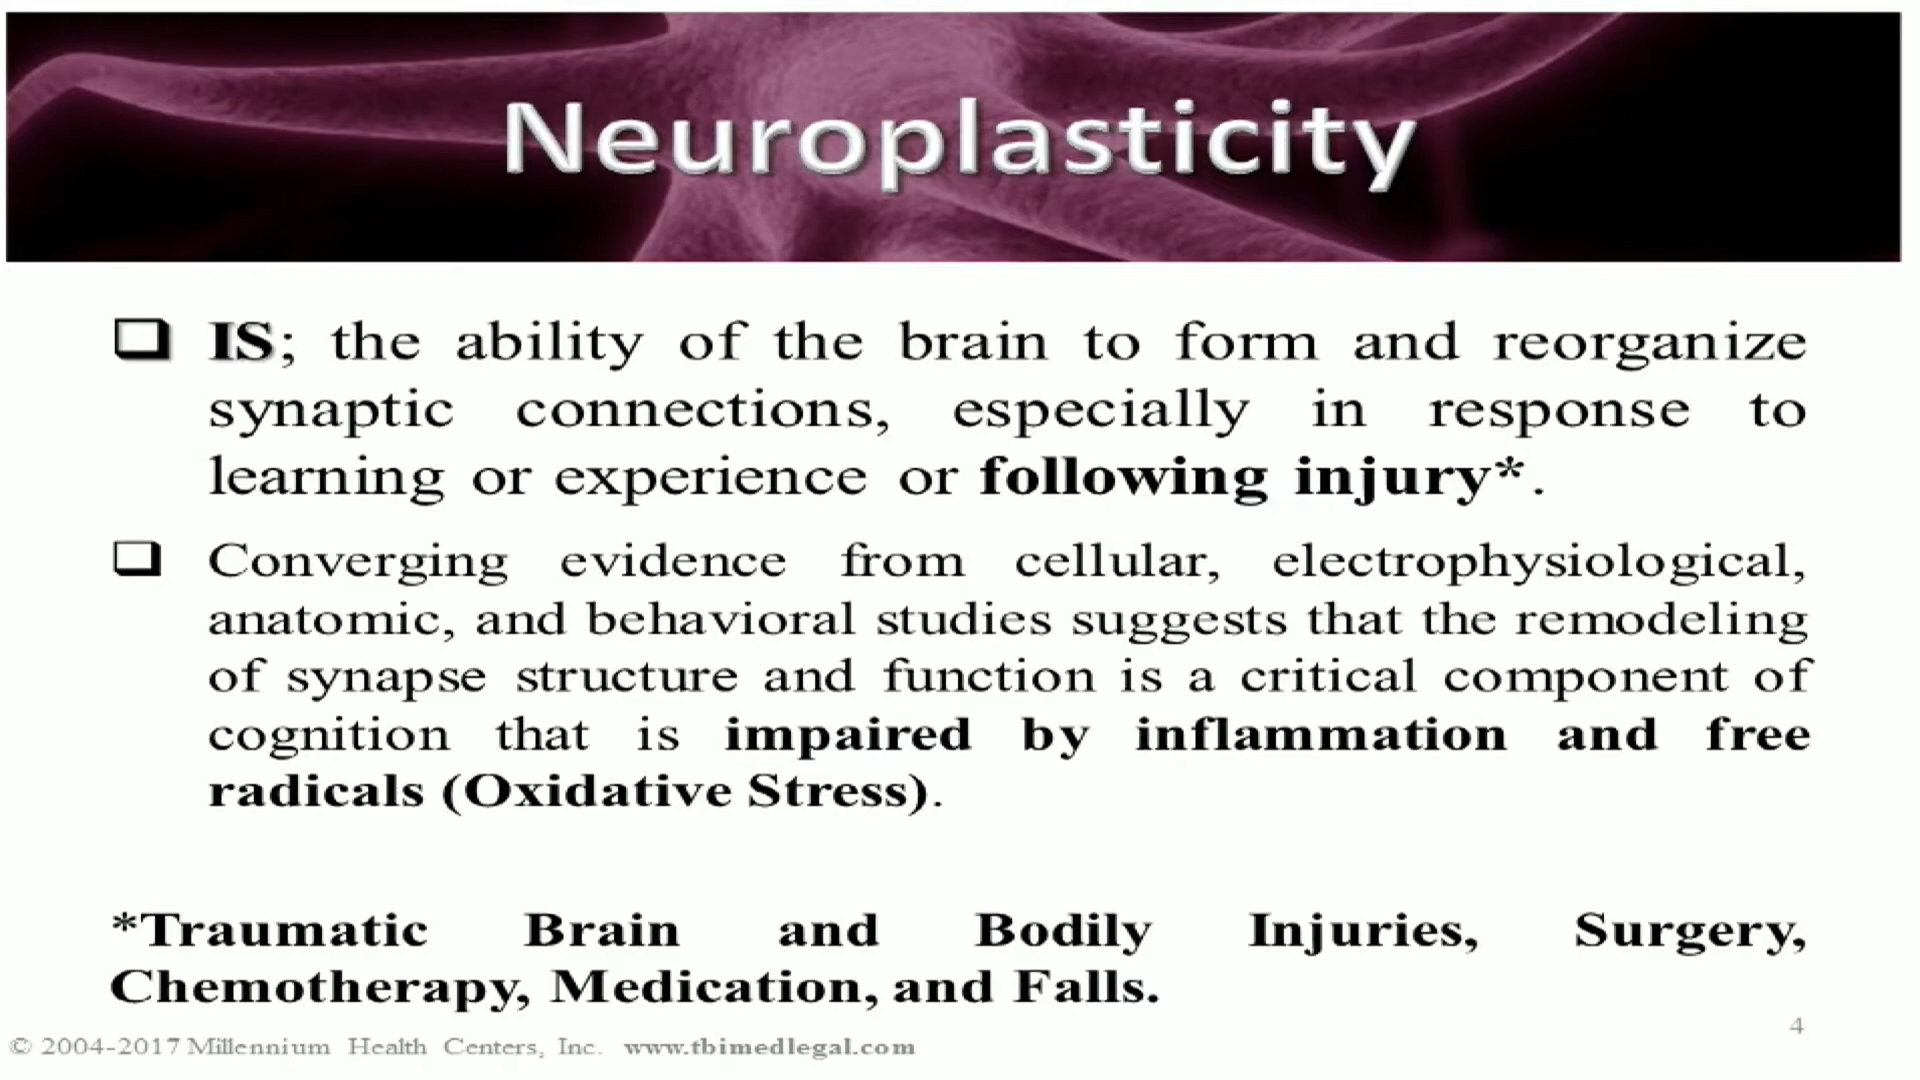 Neuroplasticity
IS; the ability of the brain to form and reorganize
synaptic connections, especially in response to
learning or experience or following injury*.
Converging evidence from cellular, electrophysiological,
anatomic, and behavioral studies suggests that the remodeling
of synapse structure and function is a critical component of
cognition that is impaired by inflammation and free
radicals (Oxidative Stress).
*Traumatic Brain and Bodily Injuries, Surgery,
Chemotherapy, Medication, and Falls.
4
© 2004-2017 Millennium Health Centers, Inc. www.tbimedlegal.com